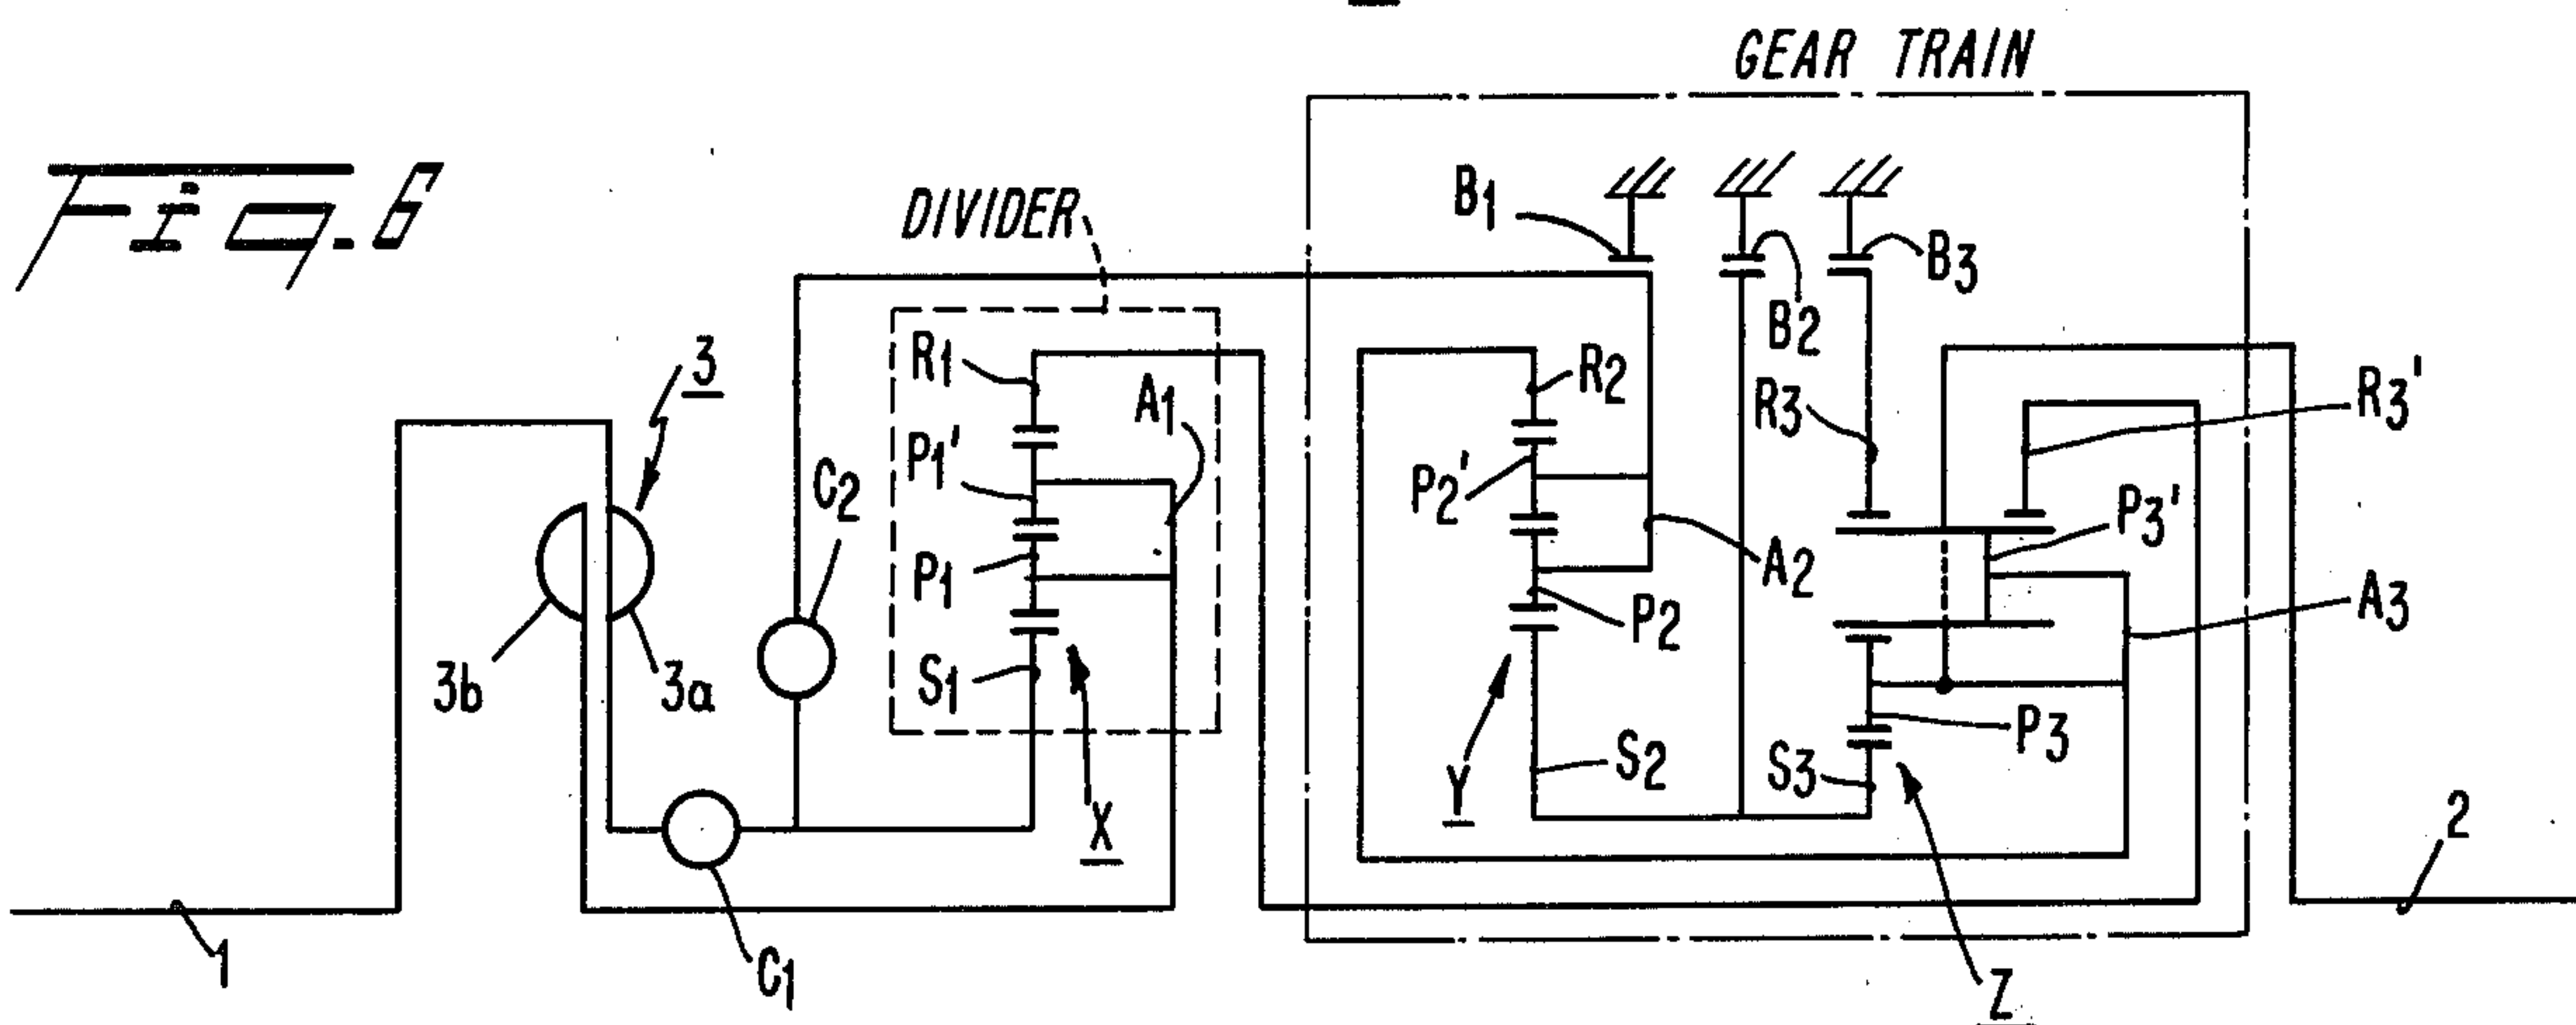 Fig. 6
GEAR TRAIN
DIVIDER
B1
B2
B3
3
R1
A1
R2
R3
R3'
P1'
C2
P2'
P3'
P1
A2
A3
3b
3a
S1
P2
P3
X
Y
S2
S3
2
1
C1
Z